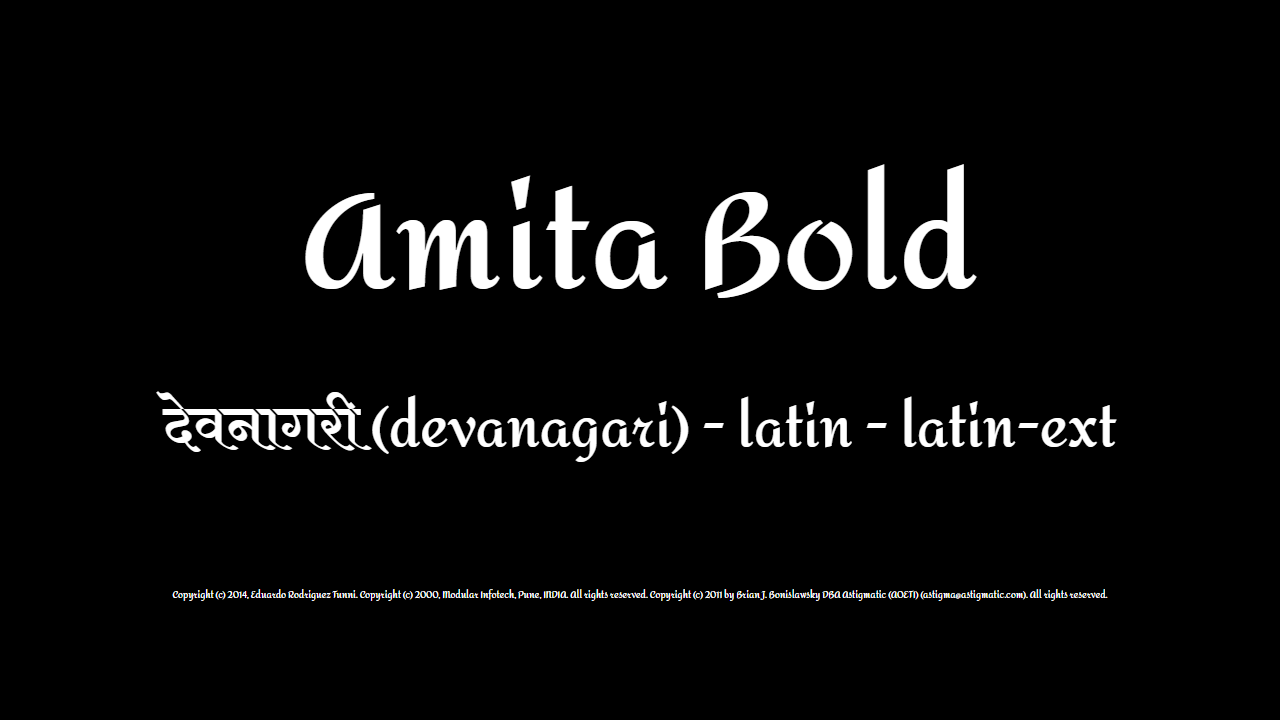 Amita Bold
देवनागरी (devanagari) - latin - latin-ext
Copyright (c) 2014, Eduardo Rodriguez Tunni. Copyright (c) 2000, Modular Infotech, Pune, INDIA. All rights reserved. Copyright (c) 2011 by Brian J. Bonislawsky DBA Astigmatic (AOETI) (astigma@astigmatic.com). All rights reserved.